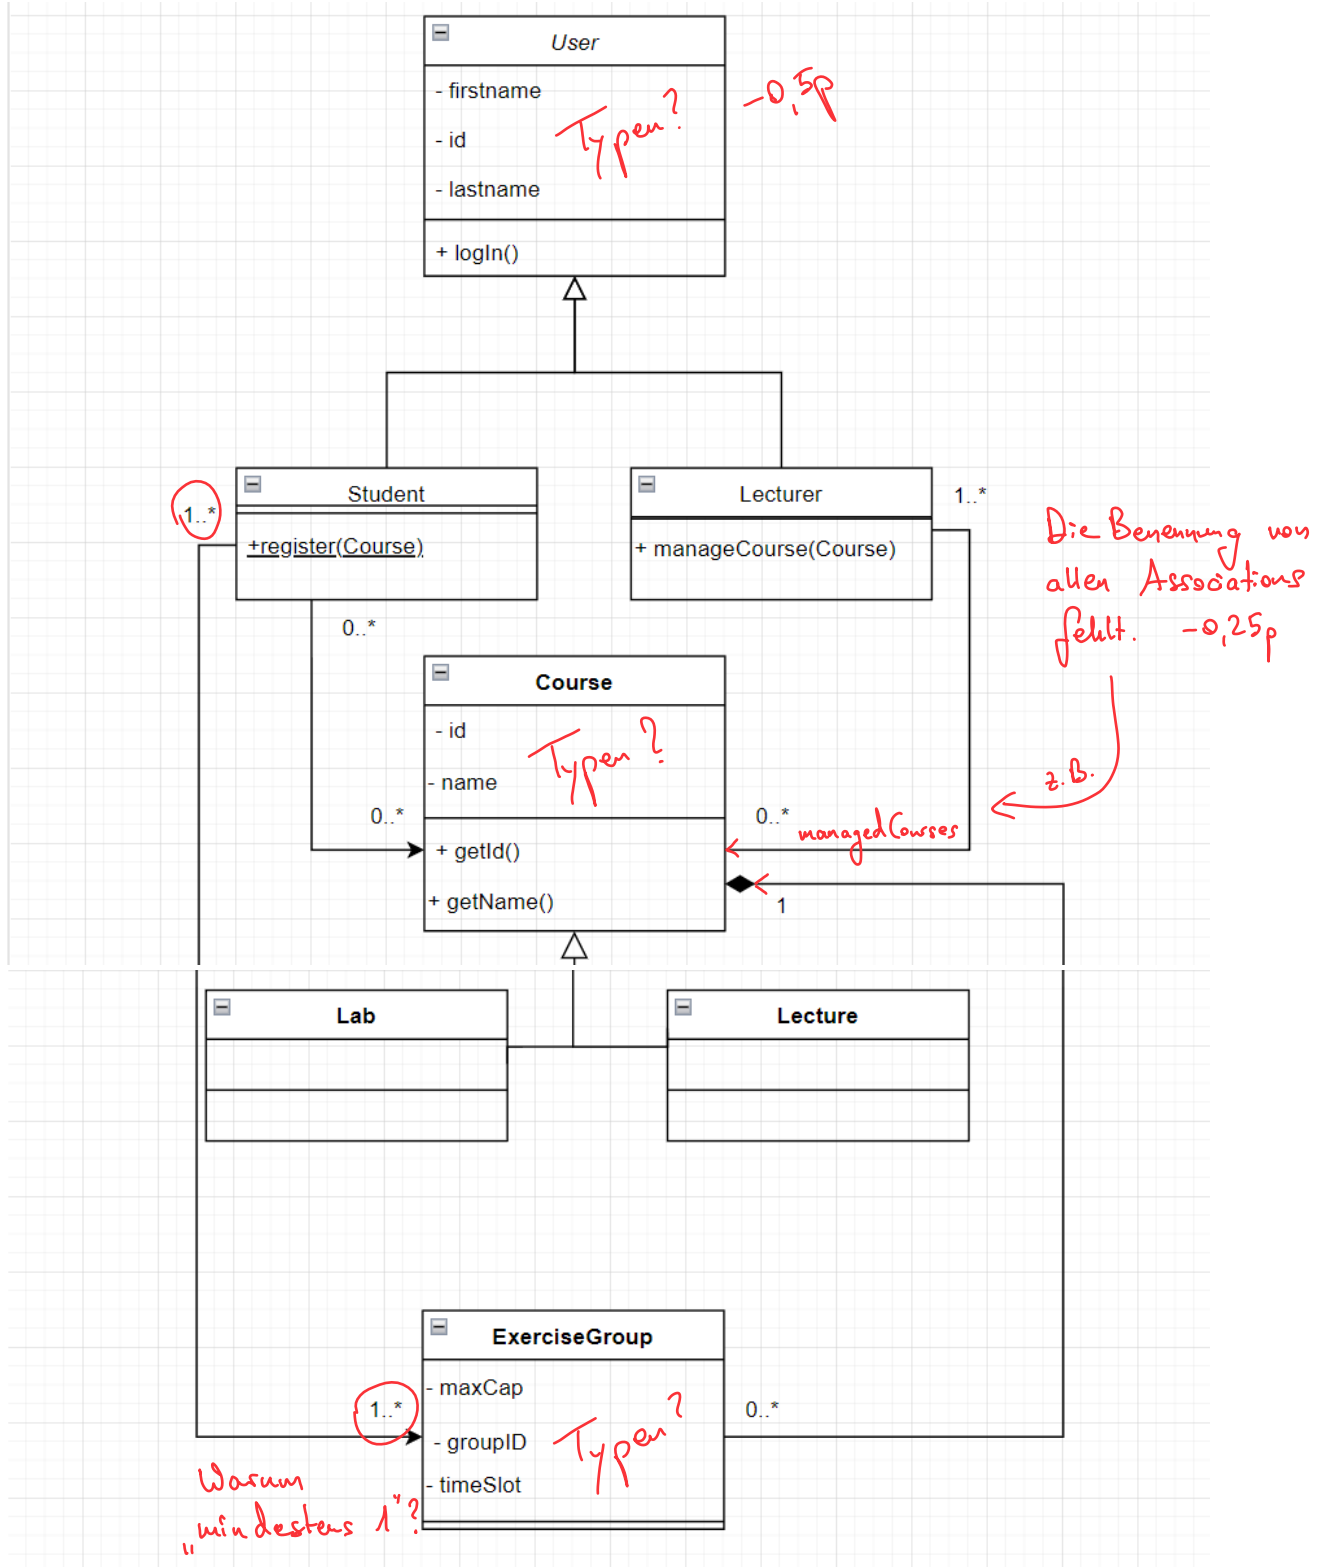 User
- firstname
- id
- lastname
Typen?
-0,5p
+ logIn()
1..*
Student
+register(Course)
0..*
Lecturer
+ manageCourse(Course)
1..*
Die Benennung von
allen Associations
fehlt. -0,25p
z.B.
Course
- id
- name
Typen?
0..*
0..*
managedCourses
+ getId()
+ getName()
1
Lab
Lecture
ExerciseGroup
- maxCap
- groupID
- timeSlot
Typen?
1..*
0..*
Warum
„mindestens 1"?